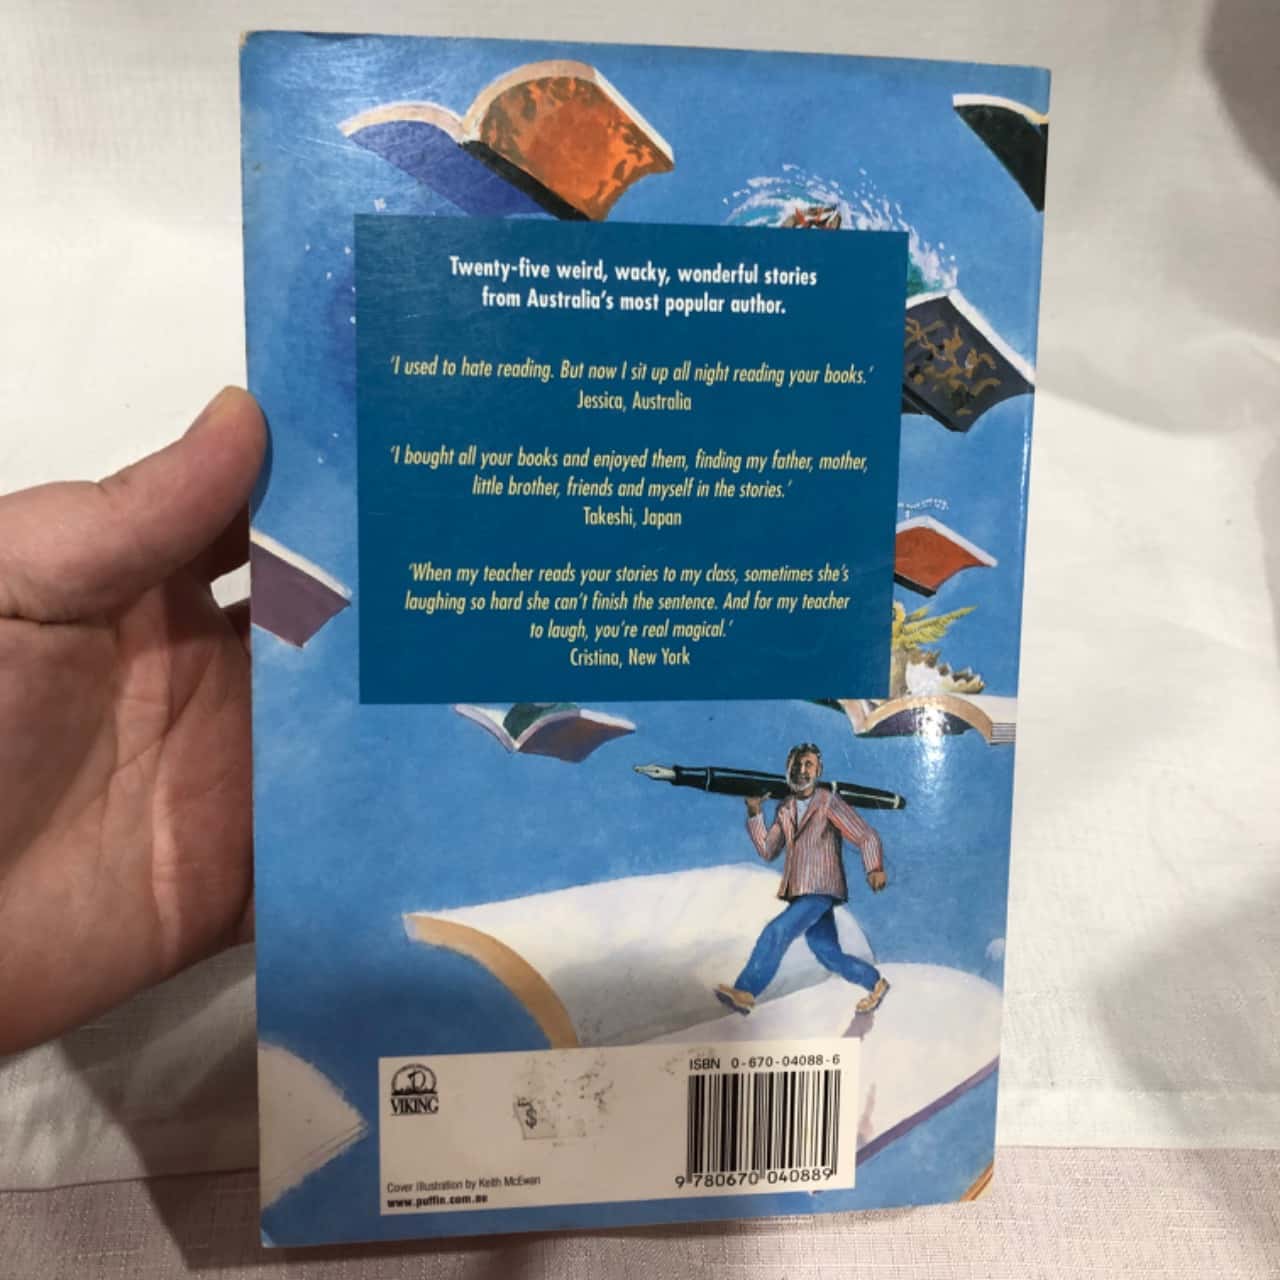 Twenty-five weird, wacky, wonderful stories
from Australia's most popular author.
'I used to hate reading. But now I sit up all night reading your books.'
Jessica, Australia
'I bought all your books and enjoyed them, finding my father, mother,
little brother, friends and myself in the stories.'
Takeshi, Japan
'When my teacher reads your stories to my class, sometimes she's
laughing so hard she can't finish the sentence. And for my teacher
to laugh, you're real magical.'
Cristina, New York
VIKING
Cover illustration by Keith McEwan
www.puffin.com.au
ISBN 0-670-04088-6
9 780670 040889